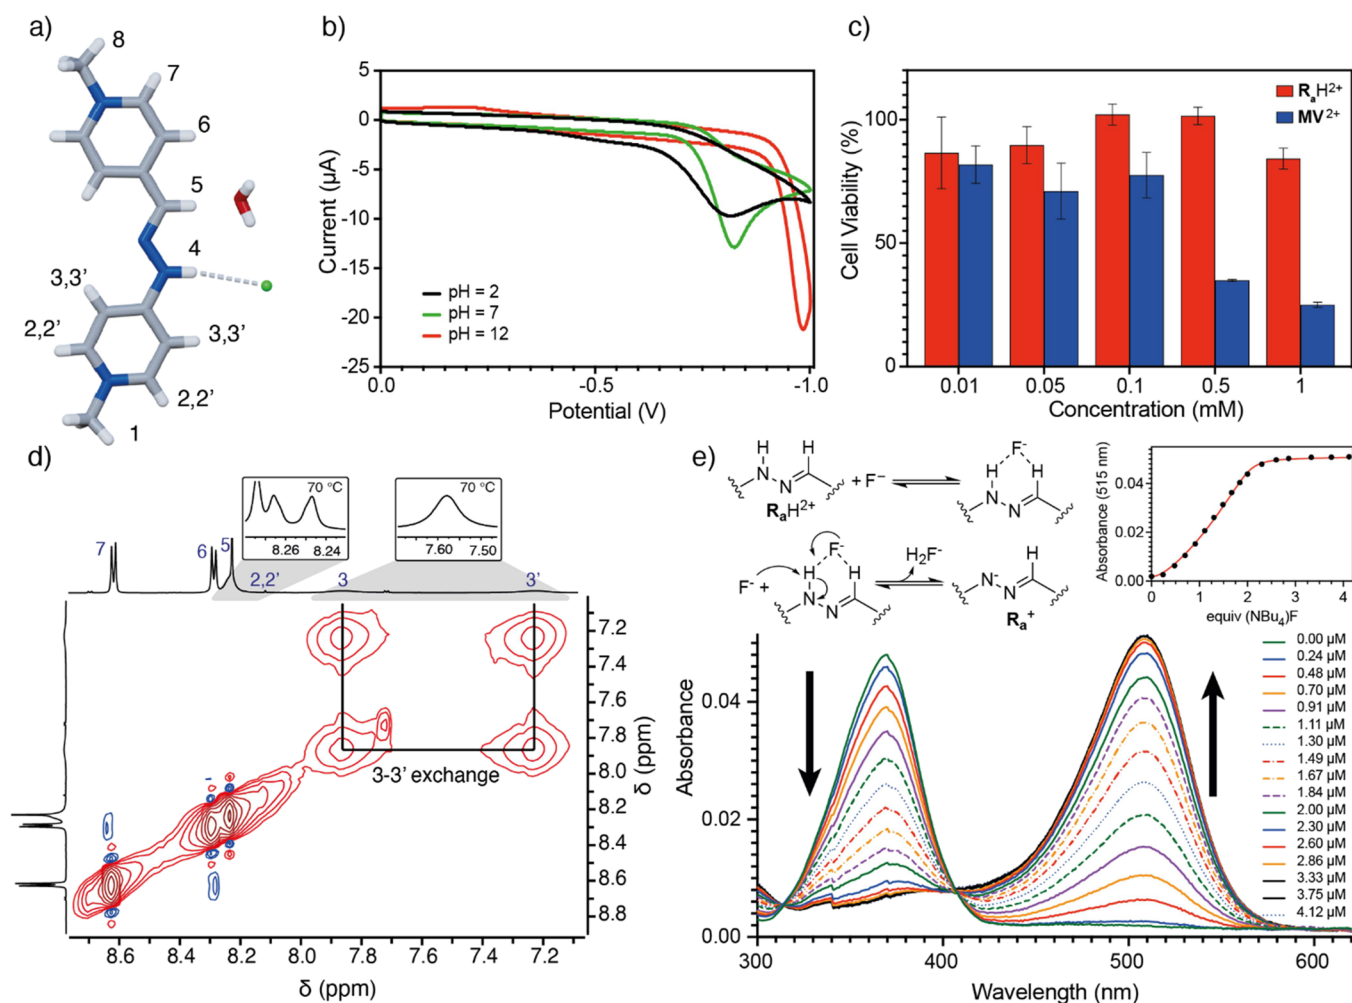 a)
8
7
6
5
4
3,3’
2,2’
3,3’
2,2’
1
b)
5
0
-5
-10
-15
-20
-25
Current (µA)
pH = 2
pH = 7
pH = 12
0.0
-0.5
-1.0
Potential (V)
c)
100
50
0
Cell Viability (%)
RaH2+
MV2+
0.01
0.05
0.1
0.5
1
Concentration (mM)
d)
70 °C
8.26
8.24
70 °C
7.60
7.50
7
6
5
2,2’
3
3’
3-3’ exchange
7.2
7.4
7.6
7.8
8.0
8.2
8.4
8.6
8.8
δ (ppm)
8.6
8.4
8.2
8.0
7.8
7.6
7.4
7.2
δ (ppm)
e)
H
H
N
N
RaH2+
+ F−
F-
H
H
N
N
F- +
F-
H
H
N
N
H2F-
H
N-
N
Ra+
Absorbance (515 nm)
0.04
0.02
0.00
0
1
2
3
4
equiv (NBu4)F
0.00 µM
0.24 µM
0.48 µM
0.70 µM
0.91 µM
1.11 µM
1.30 µM
1.49 µM
1.67 µM
1.84 µM
2.00 µM
2.30 µM
2.60 µM
2.86 µM
3.33 µM
3.75 µM
4.12 µM
Absorbance
0.04
0.02
0.00
300
400
500
600
Wavelength (nm)